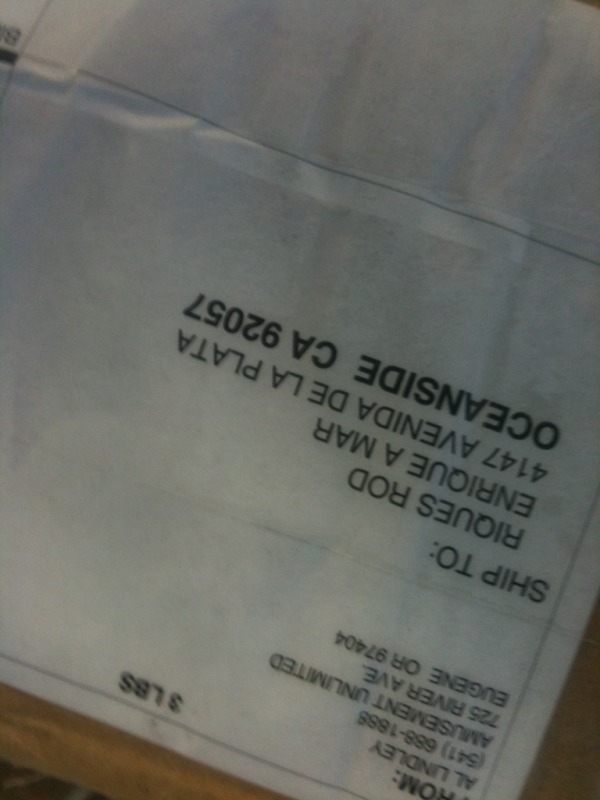 FROM:
AL LINDLEY
(541) 688-1888
AMUSEMENT UNLIMITED
725 RIVER AVE.
EUGENE OR 97404
3 LBS
SHIP TO:
RIQUES ROD
ENRIQUE A MAR
4147 AVENIDA DE LA PLATA
OCEANSIDE CA 92057